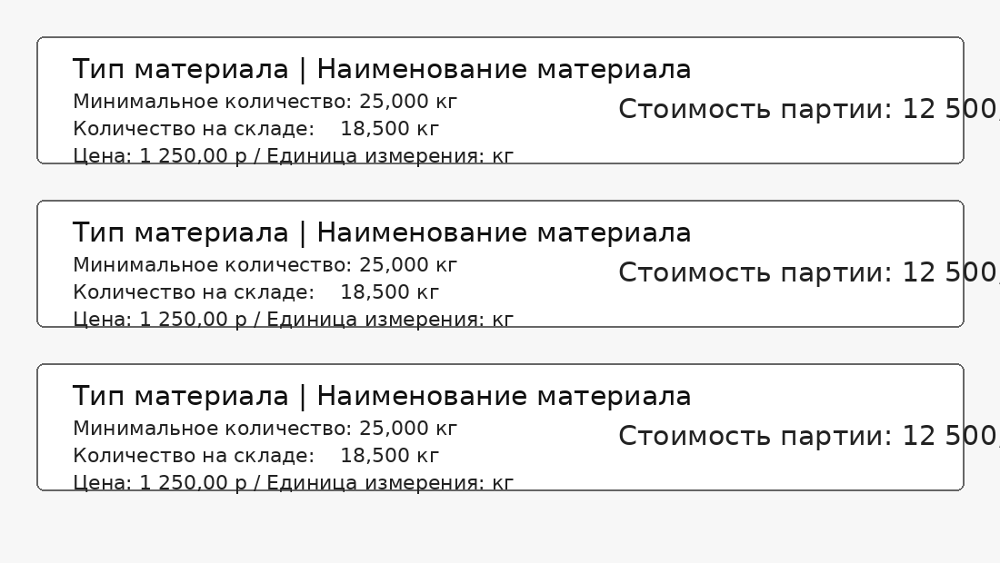 Тип материала | Наименование материала
Минимальное количество: 25,000 кг
Стоимость партии: 12 500,
Количество на складе: 18,500 кг
Цена: 1 250,00 р / Единица измерения: кг
Тип материала | Наименование материала
Минимальное количество: 25,000 кг
Стоимость партии: 12 500,
Количество на складе: 18,500 кг
Цена: 1 250,00 р / Единица измерения: кг
Тип материала | Наименование материала
Минимальное количество: 25,000 кг
Стоимость партии: 12 500,
Количество на складе: 18,500 кг
Цена: 1 250,00 р / Единица измерения: кг